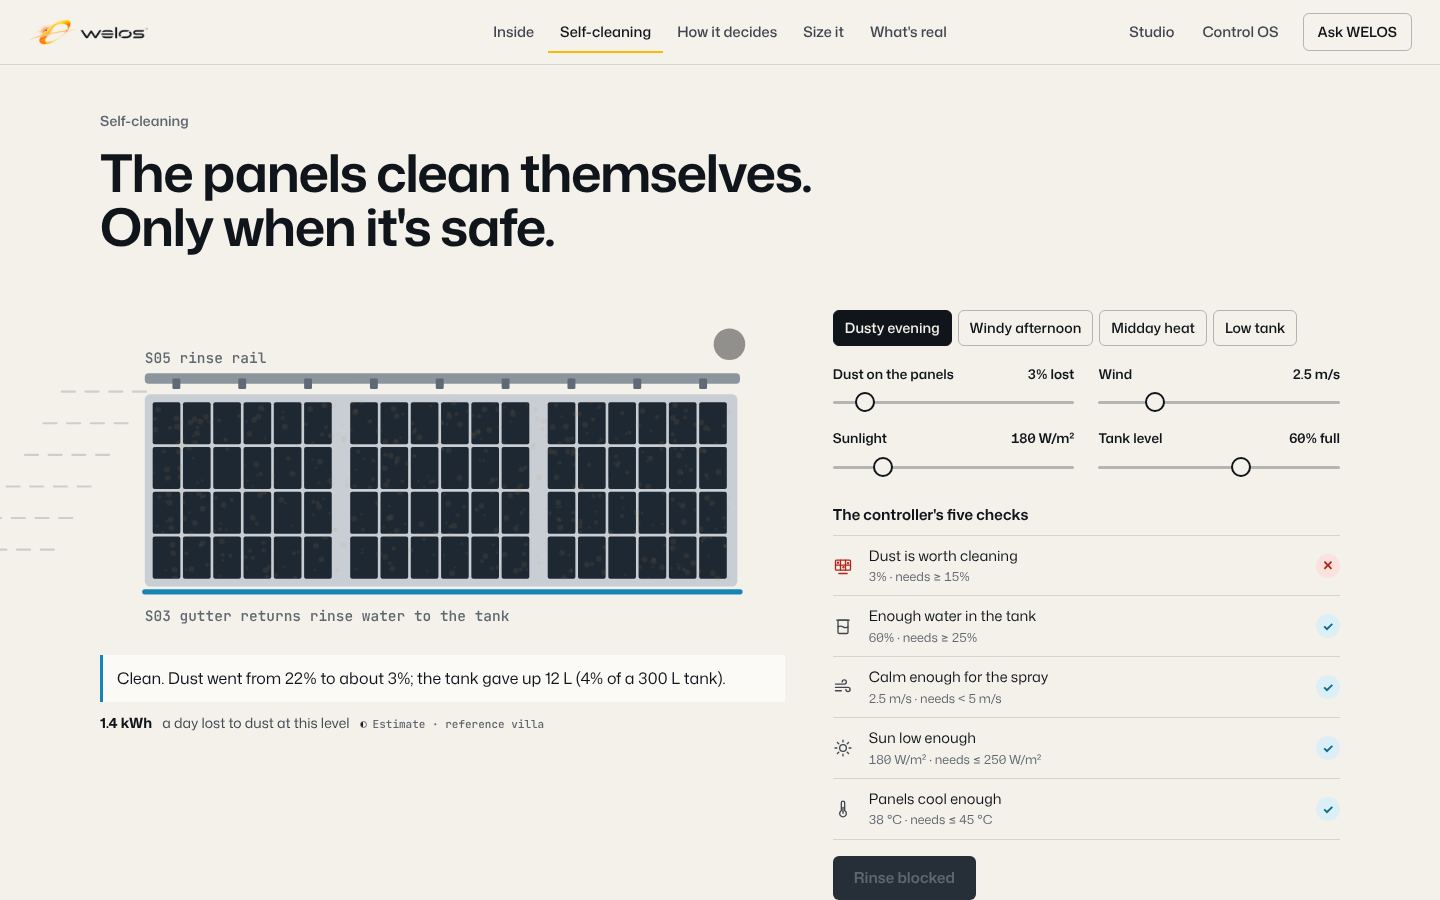 welos
Inside
Self-cleaning
How it decides
Size it
What's real
Studio
Control OS
Ask WELOS
Self-cleaning
The panels clean themselves.
Only when it's safe.
S05 rinse rail
S03 gutter returns rinse water to the tank
Clean. Dust went from 22% to about 3%; the tank gave up 12 L (4% of a 300 L tank).
1.4 kWh a day lost to dust at this level Estimate · reference villa
Dusty evening
Windy afternoon
Midday heat
Low tank
Dust on the panels 3% lost
Wind 2.5 m/s
Sunlight 180 W/m²
Tank level 60% full
The controller's five checks
Dust is worth cleaning
3% · needs ≥ 15%
Enough water in the tank
60% · needs ≥ 25%
Calm enough for the spray
2.5 m/s · needs < 5 m/s
Sun low enough
180 W/m² · needs ≤ 250 W/m²
Panels cool enough
38 °C · needs ≤ 45 °C
Rinse blocked